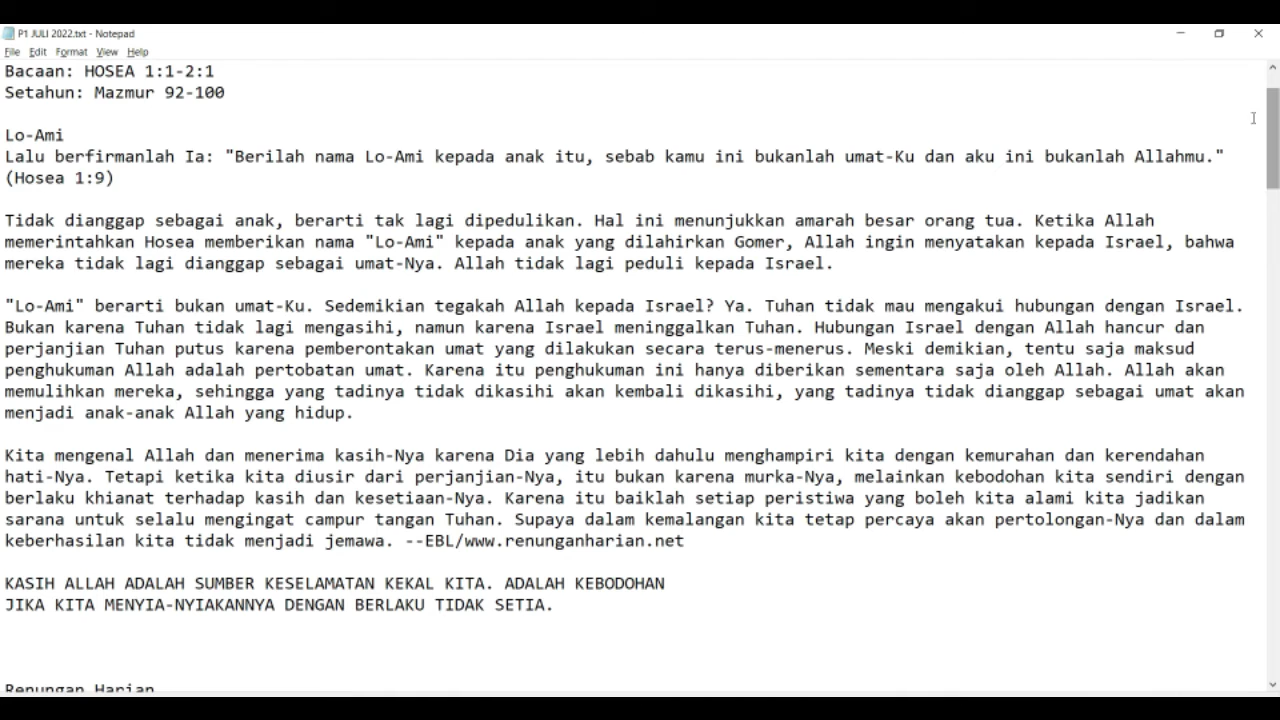 P1 JULI 2022.txt - Notepad
File Edit Format View Help
Bacaan: HOSEA 1:1-2:1
Setahun: Mazmur 92-100
Lo-Ami
Lalu berfirmanlah Ia: "Berilah nama Lo-Ami kepada anak itu, sebab kamu ini bukanlah umat-Ku dan aku ini bukanlah Allahmu."
(Hosea 1:9)
Tidak dianggap sebagai anak, berarti tak lagi dipedulikan. Hal ini menunjukkan amarah besar orang tua. Ketika Allah
memerintahkan Hosea memberikan nama "Lo-Ami" kepada anak yang dilahirkan Gomer, Allah ingin menyatakan kepada Israel, bahwa
mereka tidak lagi dianggap sebagai umat-Nya. Allah tidak lagi peduli kepada Israel.
"Lo-Ami" berarti bukan umat-Ku. Sedemikian tegakah Allah kepada Israel? Ya. Tuhan tidak mau mengakui hubungan dengan Israel.
Bukan karena Tuhan tidak lagi mengasihi, namun karena Israel meninggalkan Tuhan. Hubungan Israel dengan Allah hancur dan
perjanjian Tuhan putus karena pemberontakan umat yang dilakukan secara terus-menerus. Meski demikian, tentu saja maksud
penghukuman Allah adalah pertobatan umat. Karena itu penghukuman ini hanya diberikan sementara saja oleh Allah. Allah akan
memulihkan mereka, sehingga yang tadinya tidak dikasihi akan kembali dikasihi, yang tadinya tidak dianggap sebagai umat akan
menjadi anak-anak Allah yang hidup.
Kita mengenal Allah dan menerima kasih-Nya karena Dia yang lebih dahulu menghampiri kita dengan kemurahan dan kerendahan
hati-Nya. Tetapi ketika kita diusir dari perjanjian-Nya, itu bukan karena murka-Nya, melainkan kebodohan kita sendiri dengan
berlaku khianat terhadap kasih dan kesetiaan-Nya. Karena itu baiklah setiap peristiwa yang boleh kita alami kita jadikan
sarana untuk selalu mengingat campur tangan Tuhan. Supaya dalam kemalangan kita tetap percaya akan pertolongan-Nya dan dalam
keberhasilan kita tidak menjadi jemawa. --EBL/www.renunganharian.net
KASIH ALLAH ADALAH SUMBER KESELAMATAN KEKAL KITA. ADALAH KEBODOHAN
JIKA KITA MENYIA-NYIAKANNYA DENGAN BERLAKU TIDAK SETIA.
Renungan Harian